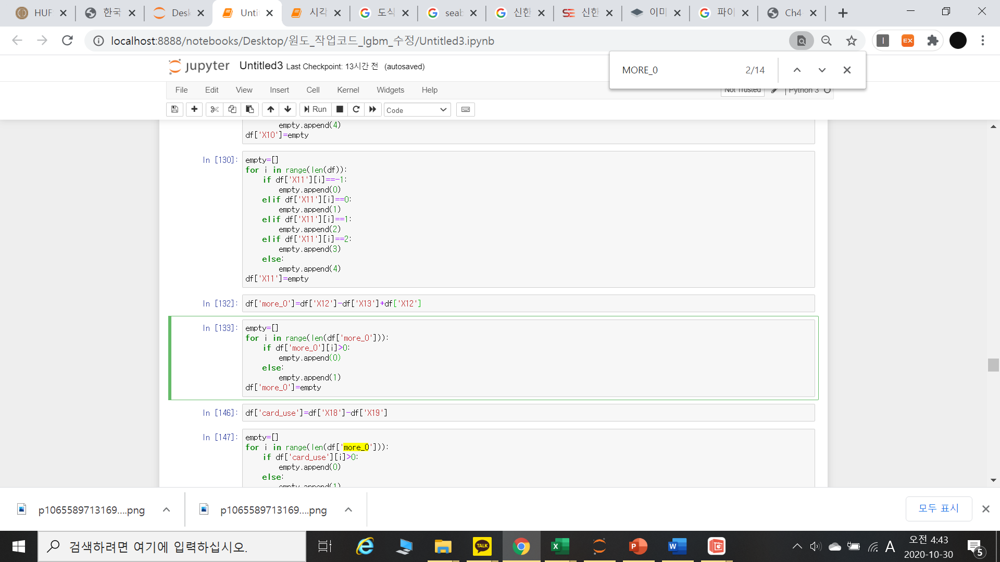 HUF
한국
Desk
Unti
시각
도식
seab
신한
신한
이미
파이
Ch4
localhost:8888/notebooks/Desktop/원도_작업코드_lgbm_수정/Untitled3.ipynb
EX
MORE_0 2/14
jupyter Untitled3 Last Checkpoint: 13시간 전 (autosaved)
File Edit View Insert Cell Kernel Widgets Help
Not Trusted Python 3
Run Code
empty.append(4)
df['X10']=empty
In [130]: empty=[]
for i in range(len(df)):
if df['X11'][i]==-1:
empty.append(0)
elif df['X11'][i]==0:
empty.append(1)
elif df['X11'][i]==1:
empty.append(2)
elif df['X11'][i]==2:
empty.append(3)
else:
empty.append(4)
df['X11']=empty
In [132]: df['more_0']=df['X12']-df['X13']+df['X12']
In [133]: empty=[]
for i in range(len(df['more_0'])):
if df['more_0'][i]>0:
empty.append(0)
else:
empty.append(1)
df['more_0']=empty
In [146]: df['card_use']=df['X18']-df['X19']
In [147]: empty=[]
for i in range(len(df['more_0'])):
if df['card_use'][i]>0:
empty.append(0)
else:
empty.append(1)
p1065589713169....png
p1065589713169....png
모두 표시
검색하려면 여기에 입력하십시오.
TALK
A
오전 4:43
2020-10-30
5